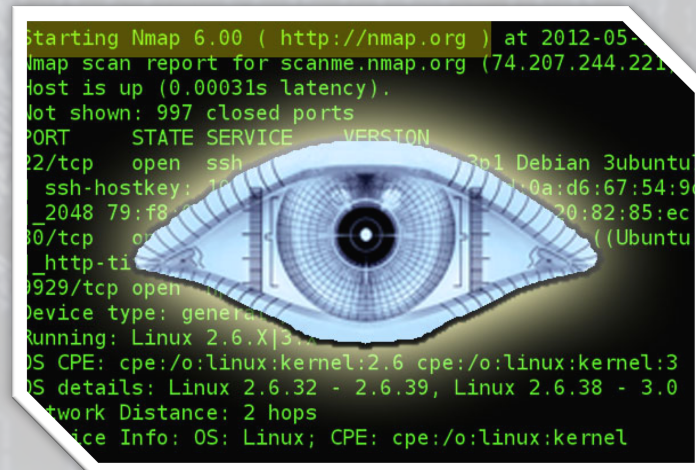 Starting Nmap 6.00 ( http://nmap.org ) at 2012-05-
Nmap scan report for scanme.nmap.org (74.207.244.221
Host is up (0.00031s latency).
Not shown: 997 closed ports
PORT STATE SERVICE VERSION
22/tcp open ssh 3p1 Debian 3ubuntu
ssh-hostkey: :0a:d6:67:54:9
_2048 79:f8: 20:82:85:ec
80/tcp ((Ubuntu
_http-ti
9929/tcp open
Device type: general
Running: Linux 2.6.X|3.X
OS CPE: cpe:/o:linux:kernel:2.6 cpe:/o:linux:kernel:3
OS details: Linux 2.6.32 - 2.6.39, Linux 2.6.38 - 3.0
Network Distance: 2 hops
Info: OS: Linux; CPE: cpe:/o:linux:kernel